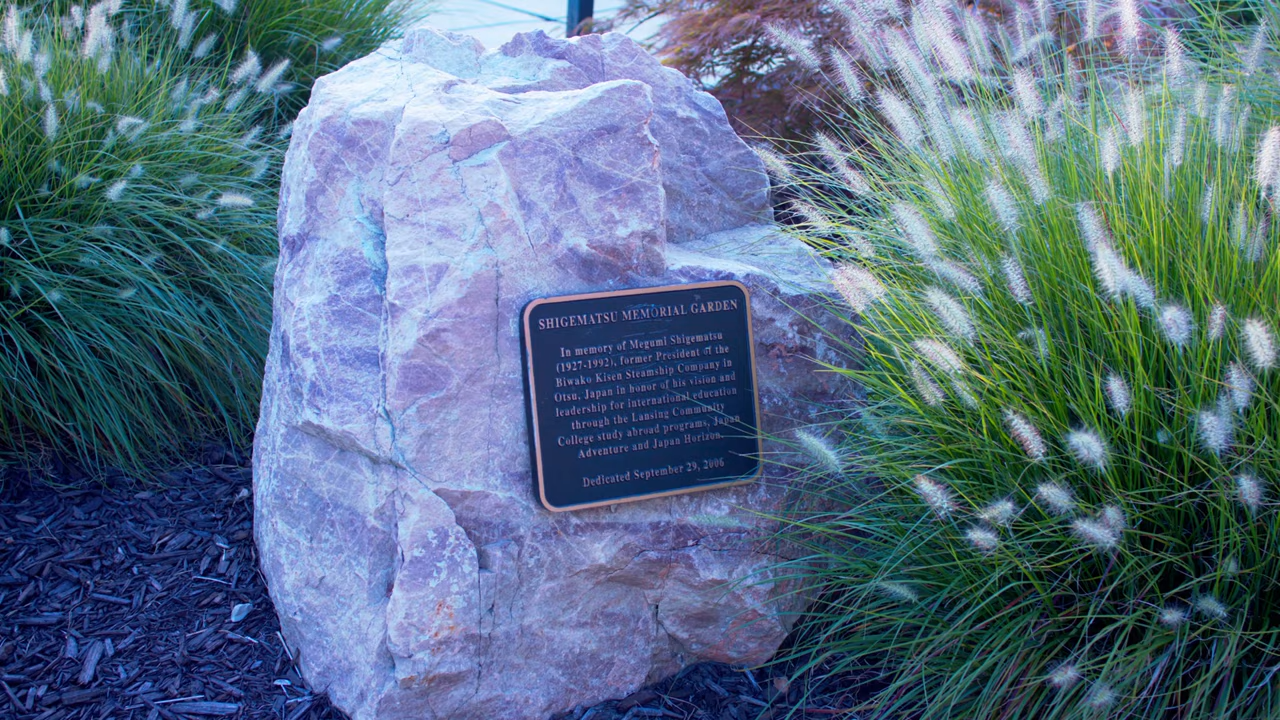 SHIGEMATSU MEMORIAL GARDEN
In memory of Megumi Shigematsu
(1927-1992), former President of the
Biwako Kisen Steamship Company in
Otsu, Japan in honor of his vision and
leadership for international education
through the Lansing Community
College study abroad programs, Japan
Adventure and Japan Horizon.
Dedicated September 29, 2006